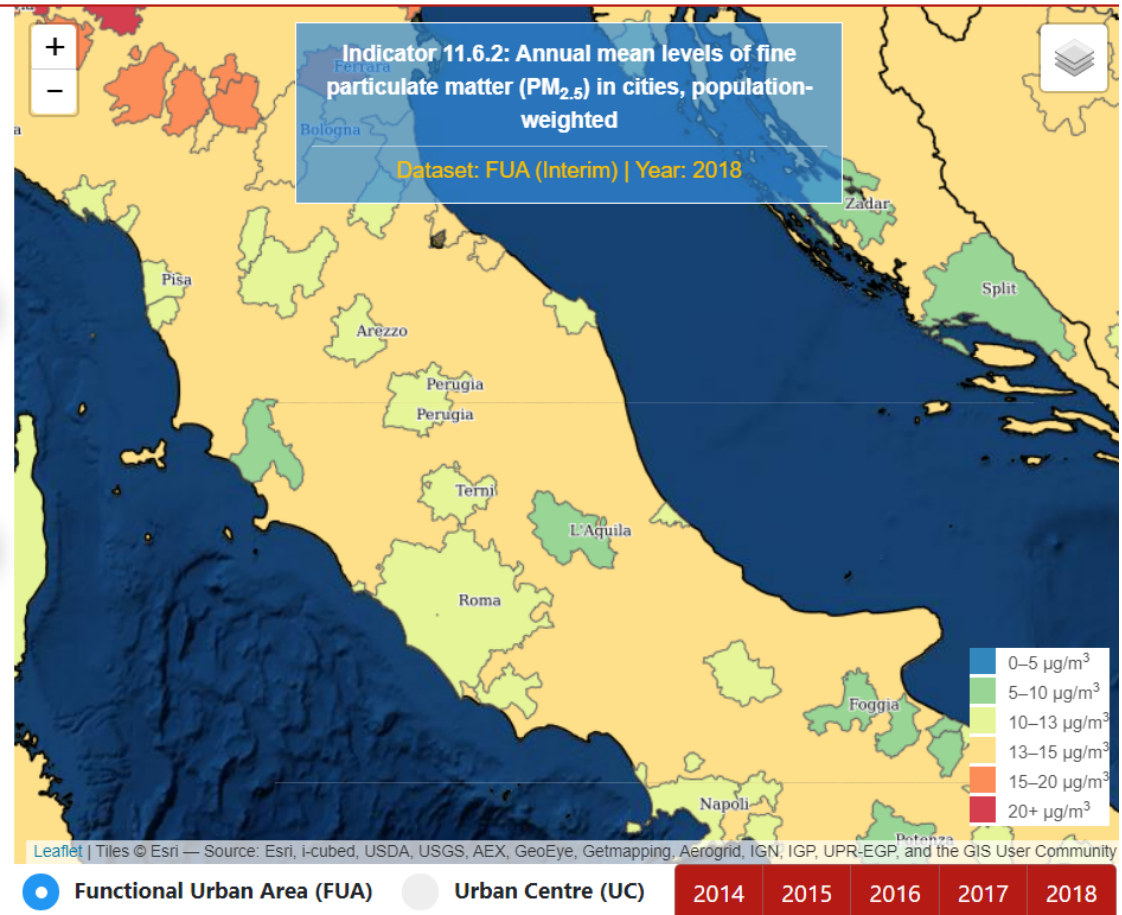 +
−
Indicator 11.6.2: Annual mean levels of fine
particulate matter (PM2.5) in cities, population-
weighted
Dataset: FUA (Interim) | Year: 2018
Ferrara
Bologna
Zadar
Split
Pisa
Arezzo
Perugia
Perugia
Terni
L'Aquila
Roma
Foggia
Napoli
Potenza
0–5 µg/m3
5–10 µg/m3
10–13 µg/m3
13–15 µg/m3
15–20 µg/m3
20+ µg/m3
Leaflet | Tiles © Esri — Source: Esri, i-cubed, USDA, USGS, AEX, GeoEye, Getmapping, Aerogrid, IGN, IGP, UPR-EGP, and the GIS User Community
Functional Urban Area (FUA) Urban Centre (UC) 2014 2015 2016 2017 2018